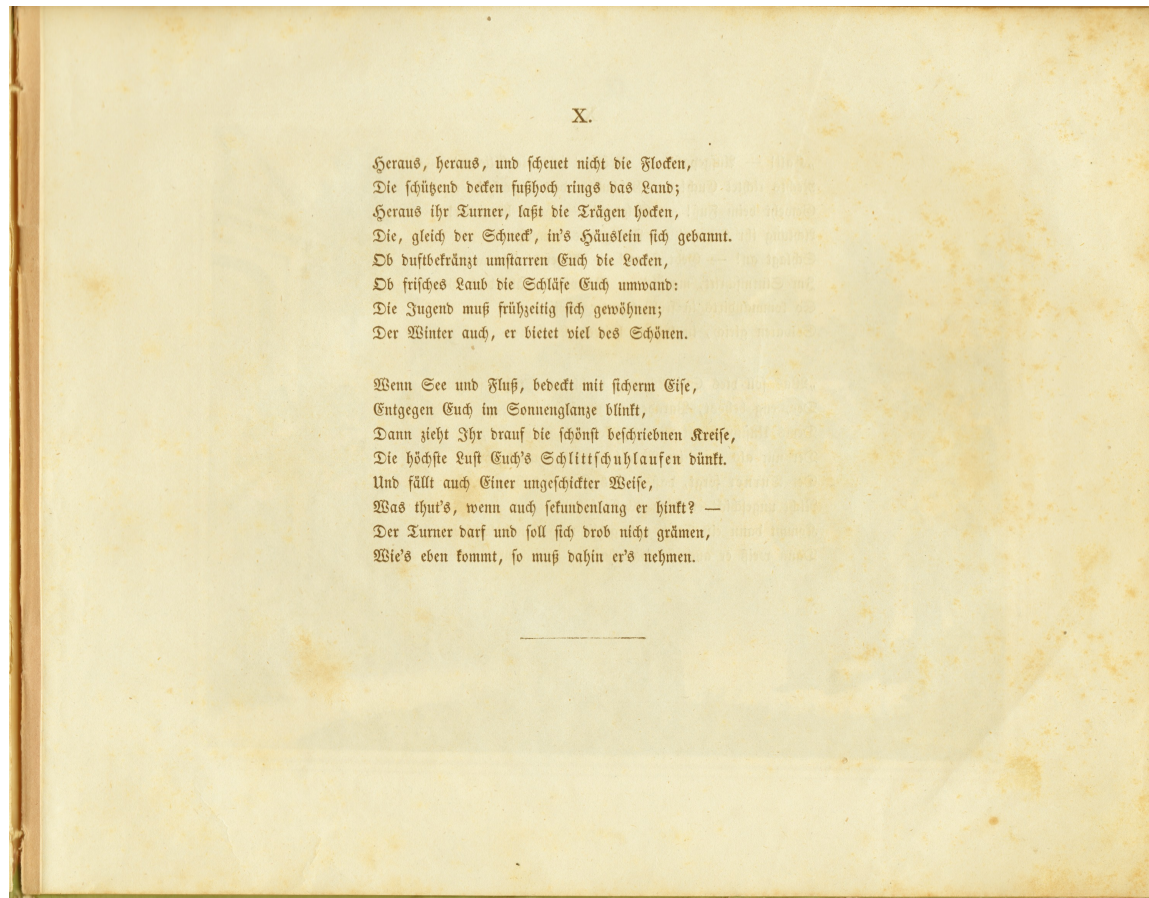 X.
Heraus, heraus, und scheuet nicht die Flocken,
Die schützend decken fußhoch rings das Land;
Heraus ihr Turner, laßt die Trägen hocken,
Die, gleich der Schneck', in's Häuslein sich gebannt.
Ob duftbekränzt umstarren Euch die Locken,
Ob frisches Laub die Schläfe Euch umwand:
Die Jugend muß frühzeitig sich gewöhnen;
Der Winter auch, er bietet viel des Schönen.
Wenn See und Fluß, bedeckt mit sicherm Eise,
Entgegen Euch im Sonnenglanze blinkt,
Dann zieht Ihr drauf die schönst beschriebnen Kreise,
Die höchste Lust Euch's Schlittschuhlaufen dünkt.
Und fällt auch Einer ungeschickter Weise,
Was thut's, wenn auch sekundenlang er hinkt? —
Der Turner darf und soll sich drob nicht grämen,
Wie's eben kommt, so muß dahin er's nehmen.